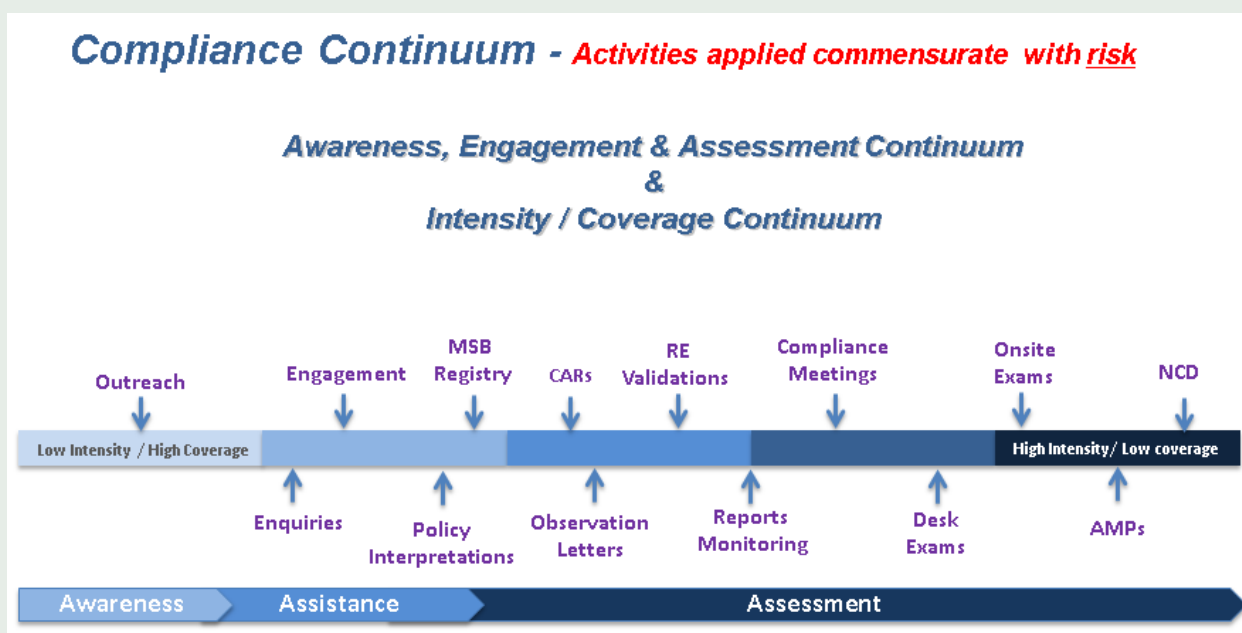 Compliance Continuum - Activities applied commensurate with risk
Awareness, Engagement & Assessment Continuum
&
Intensity / Coverage Continuum
Outreach
Engagement
MSB
Registry
CARs
RE
Validations
Compliance
Meetings
Onsite
Exams
NCD
Low Intensity / High Coverage
High Intensity/ Low coverage
Enquiries
Policy
Interpretations
Observation
Letters
Reports
Monitoring
Desk
Exams
AMPs
Awareness
Assistance
Assessment